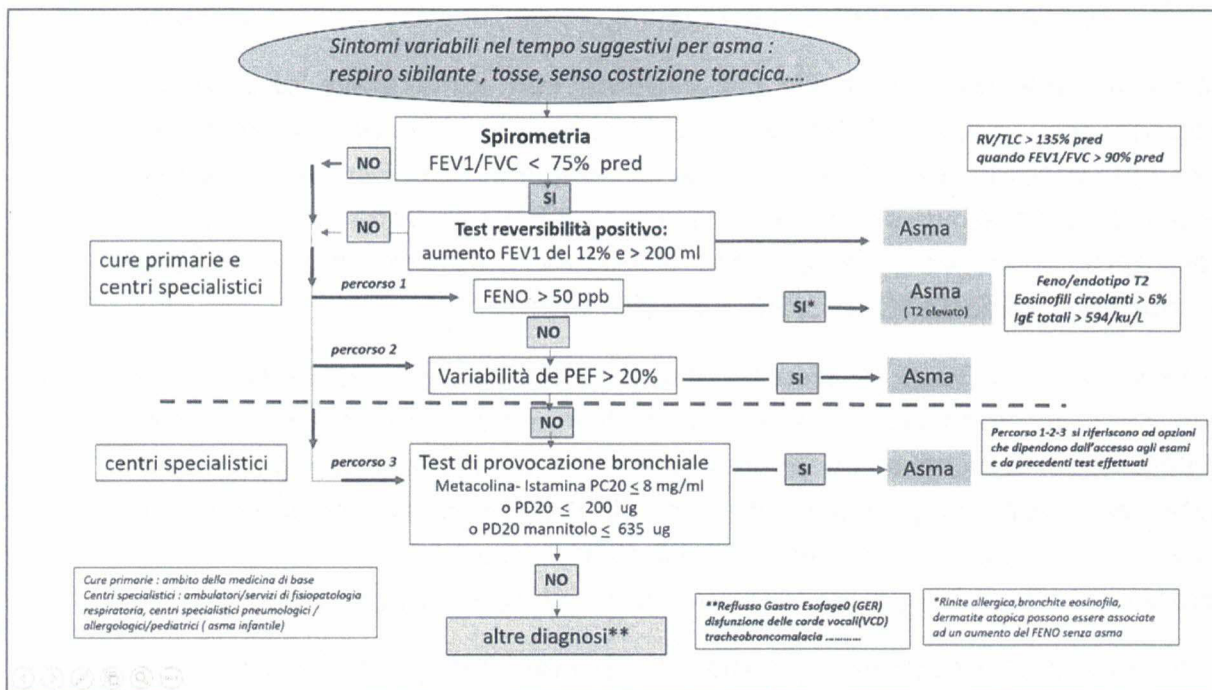 Sintomi variabili nel tempo suggestivi per asma :
respiro sibilante , tosse, senso costrizione toracica....
Spirometria
FEV1/FVC < 75% pred
NO
RV/TLC > 135% pred
quando FEV1/FVC > 90% pred
SI
NO
Test reversibilità positivo:
aumento FEV1 del 12% e > 200 ml
Asma
cure primarie e
centri specialistici
percorso 1
FENO > 50 ppb
SI*
Asma
( T2 elevato)
Feno/endotipo T2
Eosinofili circolanti > 6%
IgE totali > 594/ku/L
NO
percorso 2
Variabilità de PEF > 20%
SI
Asma
NO
centri specialistici
percorso 3
Test di provocazione bronchiale
Metacolina- Istamina PC20 ≤ 8 mg/ml
o PD20 ≤ 200 ug
o PD20 mannitolo ≤ 635 ug
SI
Asma
Percorso 1-2-3 si riferiscono ad opzioni
che dipendono dall'accesso agli esami
e da precedenti test effettuati
NO
Cure primarie : ambito della medicina di base
Centri specialistici : ambulatori/servizi di fisiopatologia
respiratoria, centri specialistici pneumologici /
allergologici/pediatrici ( asma infantile)
altre diagnosi**
**Reflusso Gastro Esofage0 (GER)
disfunzione delle corde vocali(VCD)
tracheobroncomalacia ............
*Rinite allergica,bronchite eosinofila,
dermatite atopica possono essere associate
ad un aumento del FENO senza asma